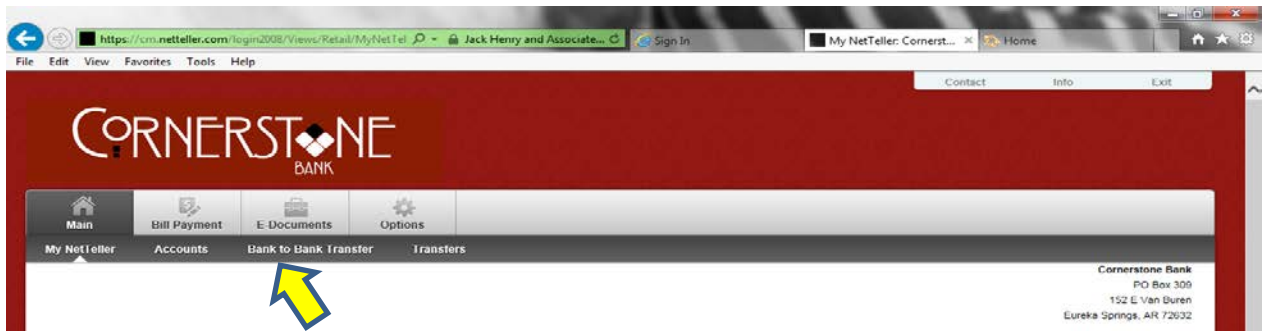 https://cm.netteller.com/login2008/Views/Retail/MyNetTel Jack Henry and Associate... Sign In My NetTeller: Cornerst... Home
File Edit View Favorites Tools Help
Contact Info Exit
CORNERSTONE
BANK
Main Bill Payment E-Documents Options
My NetTeller Accounts Bank to Bank Transfer Transfers
Cornerstone Bank
PO Box 309
152 E Van Buren
Eureka Springs, AR 72632